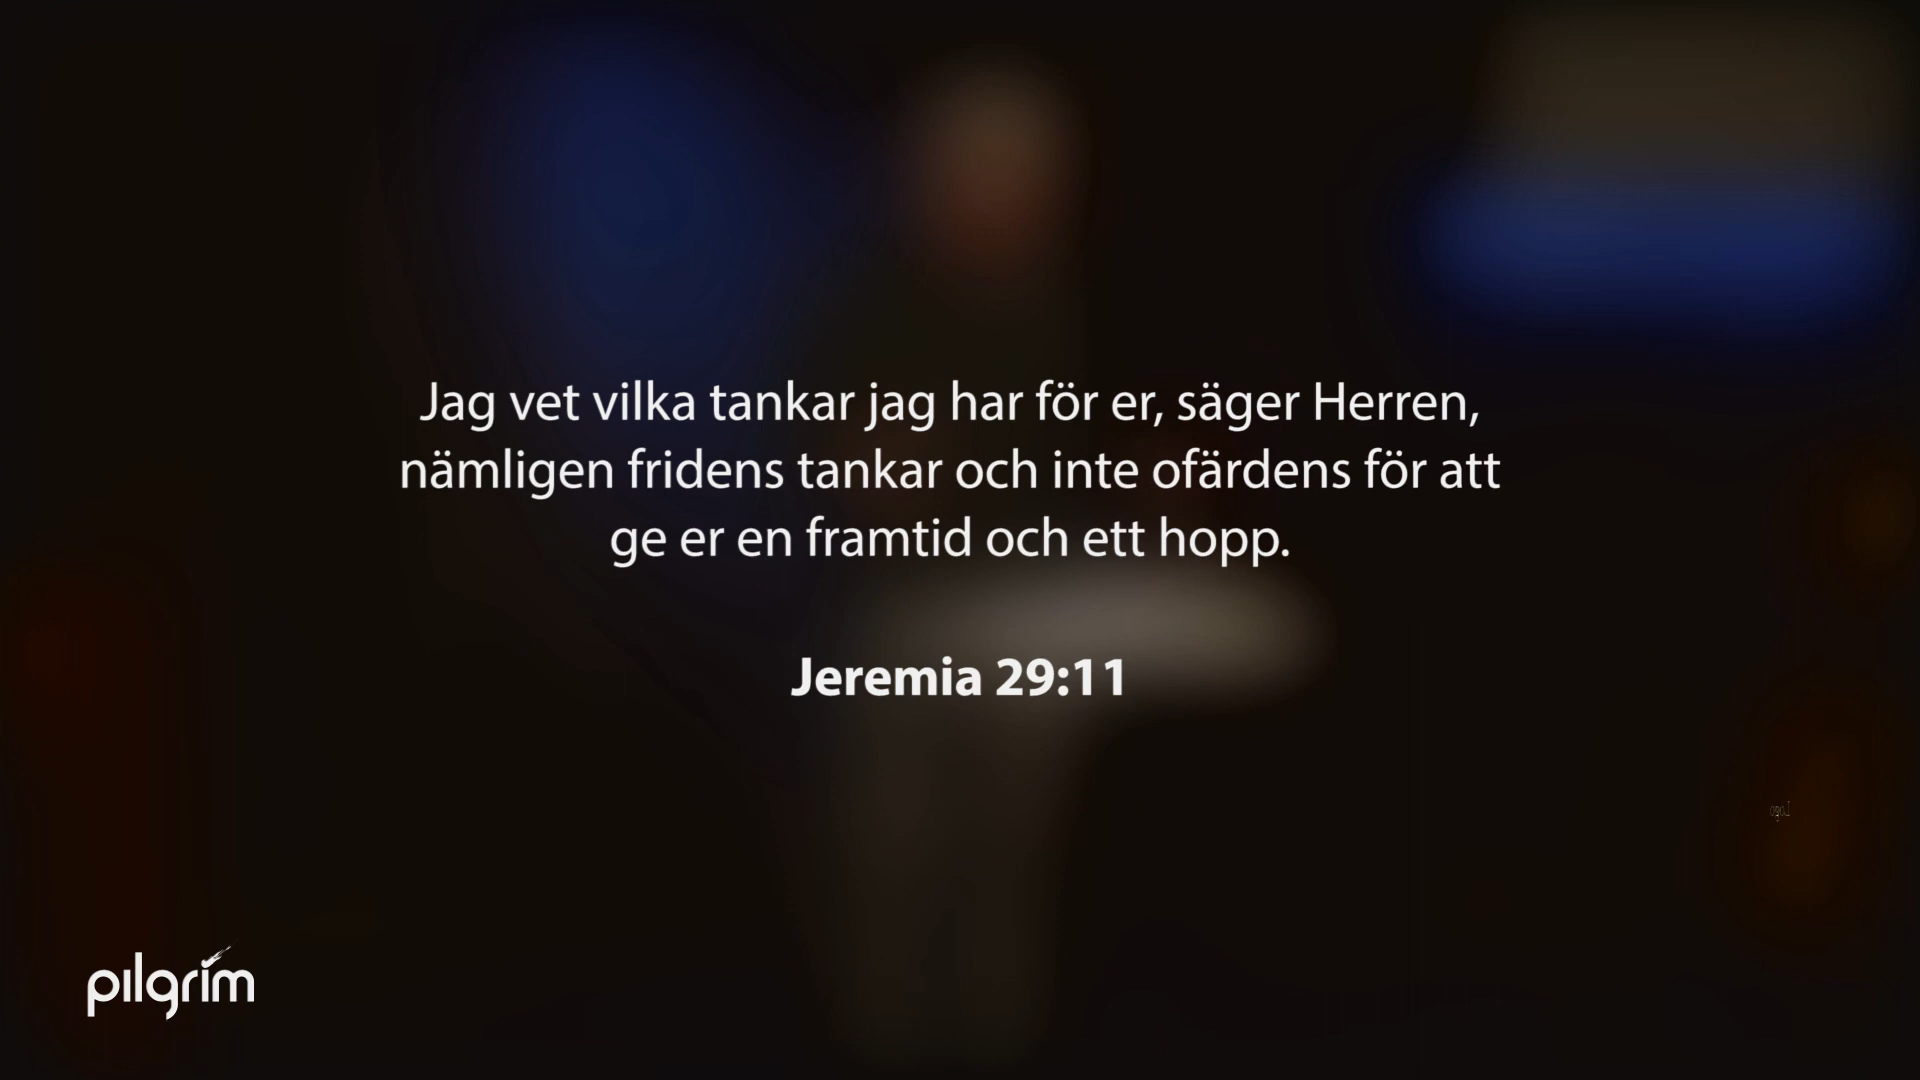 Jag vet vilka tankar jag har för er, säger Herren,
nämligen fridens tankar och inte ofärdens för att
ge er en framtid och ett hopp.
Jeremia 29:11
Logo
pilgrim